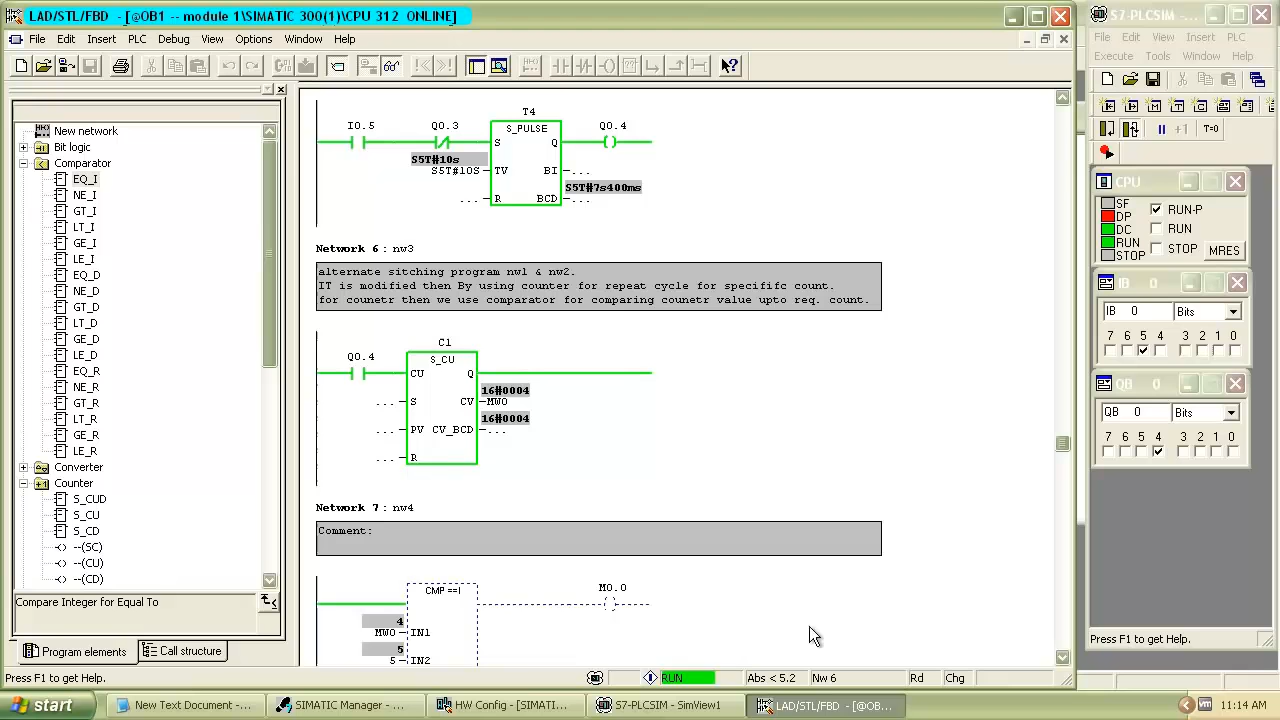 LAD/STL/FBD - [@OB1 -- module 1\SIMATIC 300(1)\CPU 312 ONLINE]
File Edit Insert PLC Debug View Options Window Help
New network
Bit logic
Comparator
EQ_I
NE_I
GT_I
LT_I
GE_I
LE_I
EQ_D
NE_D
GT_D
LT_D
GE_D
LE_D
EQ_R
NE_R
GT_R
LT_R
GE_R
LE_R
Converter
Counter
S_CUD
S_CU
S_CD
--(SC)
--(CU)
--(CD)
Compare Integer for Equal To
Program elements
Call structure
T4
I0.5 Q0.3 S_PULSE Q0.4
S Q
S5T#10s
S5T#10S TV BI ...
S5T#7s400ms
... R BCD ...
Network 6 : nw3
alternate sitching program nw1 & nw2.
IT is modified then By using counter for repeat cycle for specififc count.
for counetr then we use comparator for comparing counetr value upto req. count.
C1
Q0.4 S_CU
CU Q
16#0004
... S CV MW0
16#0004
... PV CV_BCD ...
... R
Network 7 : nw4
Comment:
CMP ==I M0.0
4
MW0 IN1
5
5 IN2
Press F1 to get Help.
RUN
Abs < 5.2
Nw 6
Rd
Chg
S7-PLCSIM - ...
File Edit View Insert PLC
Execute Tools Window Help
+1 T=0
CPU
SF
DP
DC
RUN
STOP
RUN-P
RUN
STOP
MRES
IB 0
IB 0 Bits
7 6 5 4 3 2 1 0
QB 0
QB 0 Bits
7 6 5 4 3 2 1 0
Press F1 to get Help.
start
New Text Document -...
SIMATIC Manager - ...
HW Config - [SIMATI...
S7-PLCSIM - SimView1
LAD/STL/FBD - [@OB...
11:14 AM